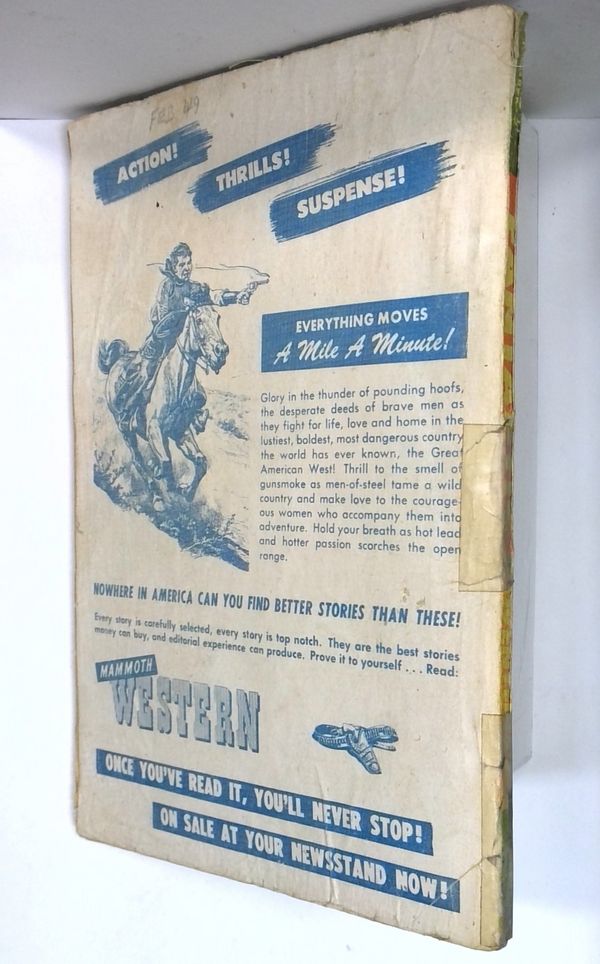 FEB 49
ACTION!
THRILLS!
SUSPENSE!
EVERYTHING MOVES
A Mile A Minute!
Glory in the thunder of pounding hoofs,
the desperate deeds of brave men as
they fight for life, love and home in the
lustiest, boldest, most dangerous country
the world has ever known, the Great
American West! Thrill to the smell of
gunsmoke as men-of-steel tame a wild
country and make love to the courage-
ous women who accompany them into
adventure. Hold your breath as hot lead
and hotter passion scorches the open
range.
NOWHERE IN AMERICA CAN YOU FIND BETTER STORIES THAN THESE!
Every story is carefully selected, every story is top notch. They are the best stories
money can buy, and editorial experience can produce. Prove it to yourself . . . Read:
MAMMOTH
WESTERN
ONCE YOU'VE READ IT, YOU'LL NEVER STOP!
ON SALE AT YOUR NEWSSTAND NOW!